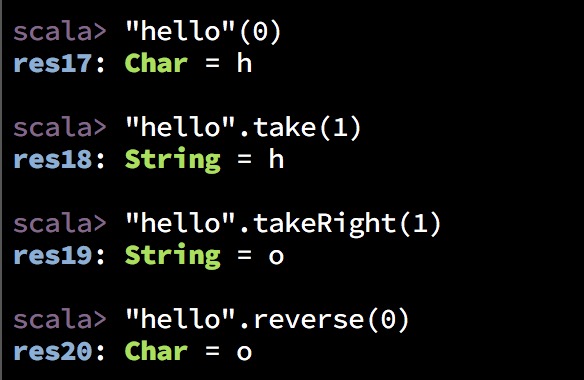 scala> "hello"(0)
res17: Char = h
scala> "hello".take(1)
res18: String = h
scala> "hello".takeRight(1)
res19: String = o
scala> "hello".reverse(0)
res20: Char = o